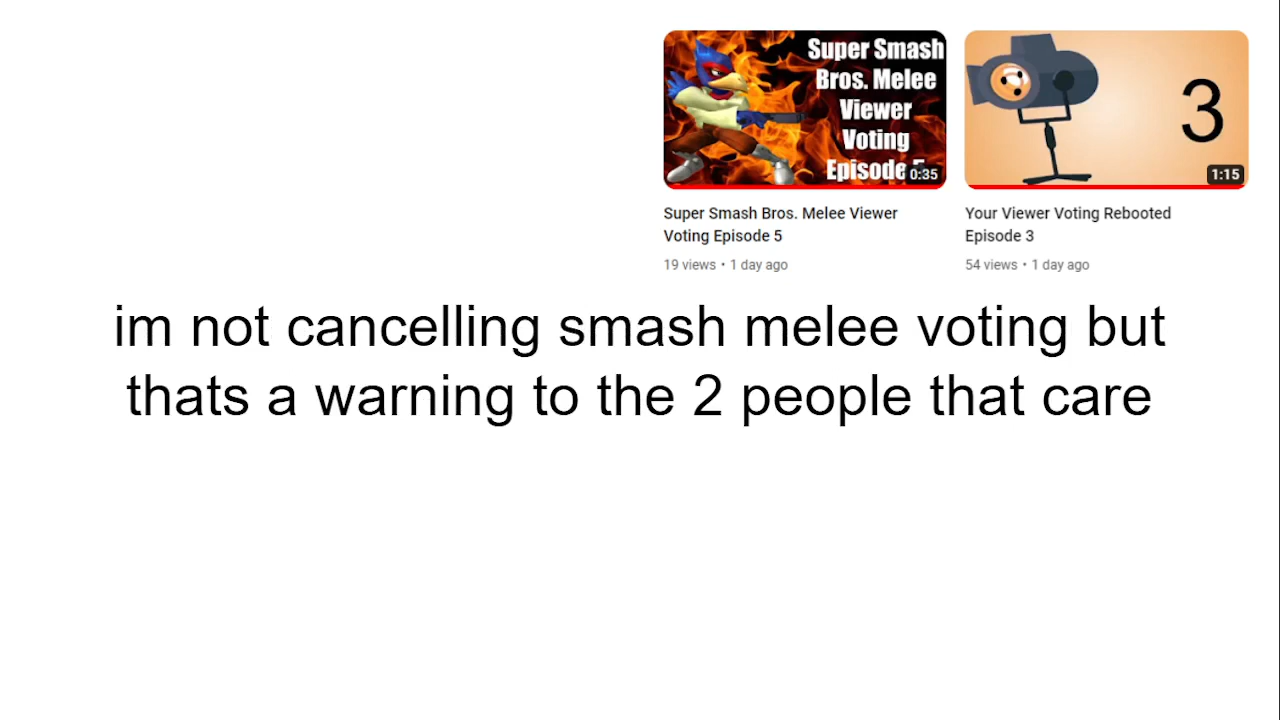 Super Smash
Bros. Melee
Viewer
Voting
Episode
0:35
3
1:15
Super Smash Bros. Melee Viewer
Voting Episode 5
19 views • 1 day ago
Your Viewer Voting Rebooted
Episode 3
54 views • 1 day ago
im not cancelling smash melee voting but
thats a warning to the 2 people that care